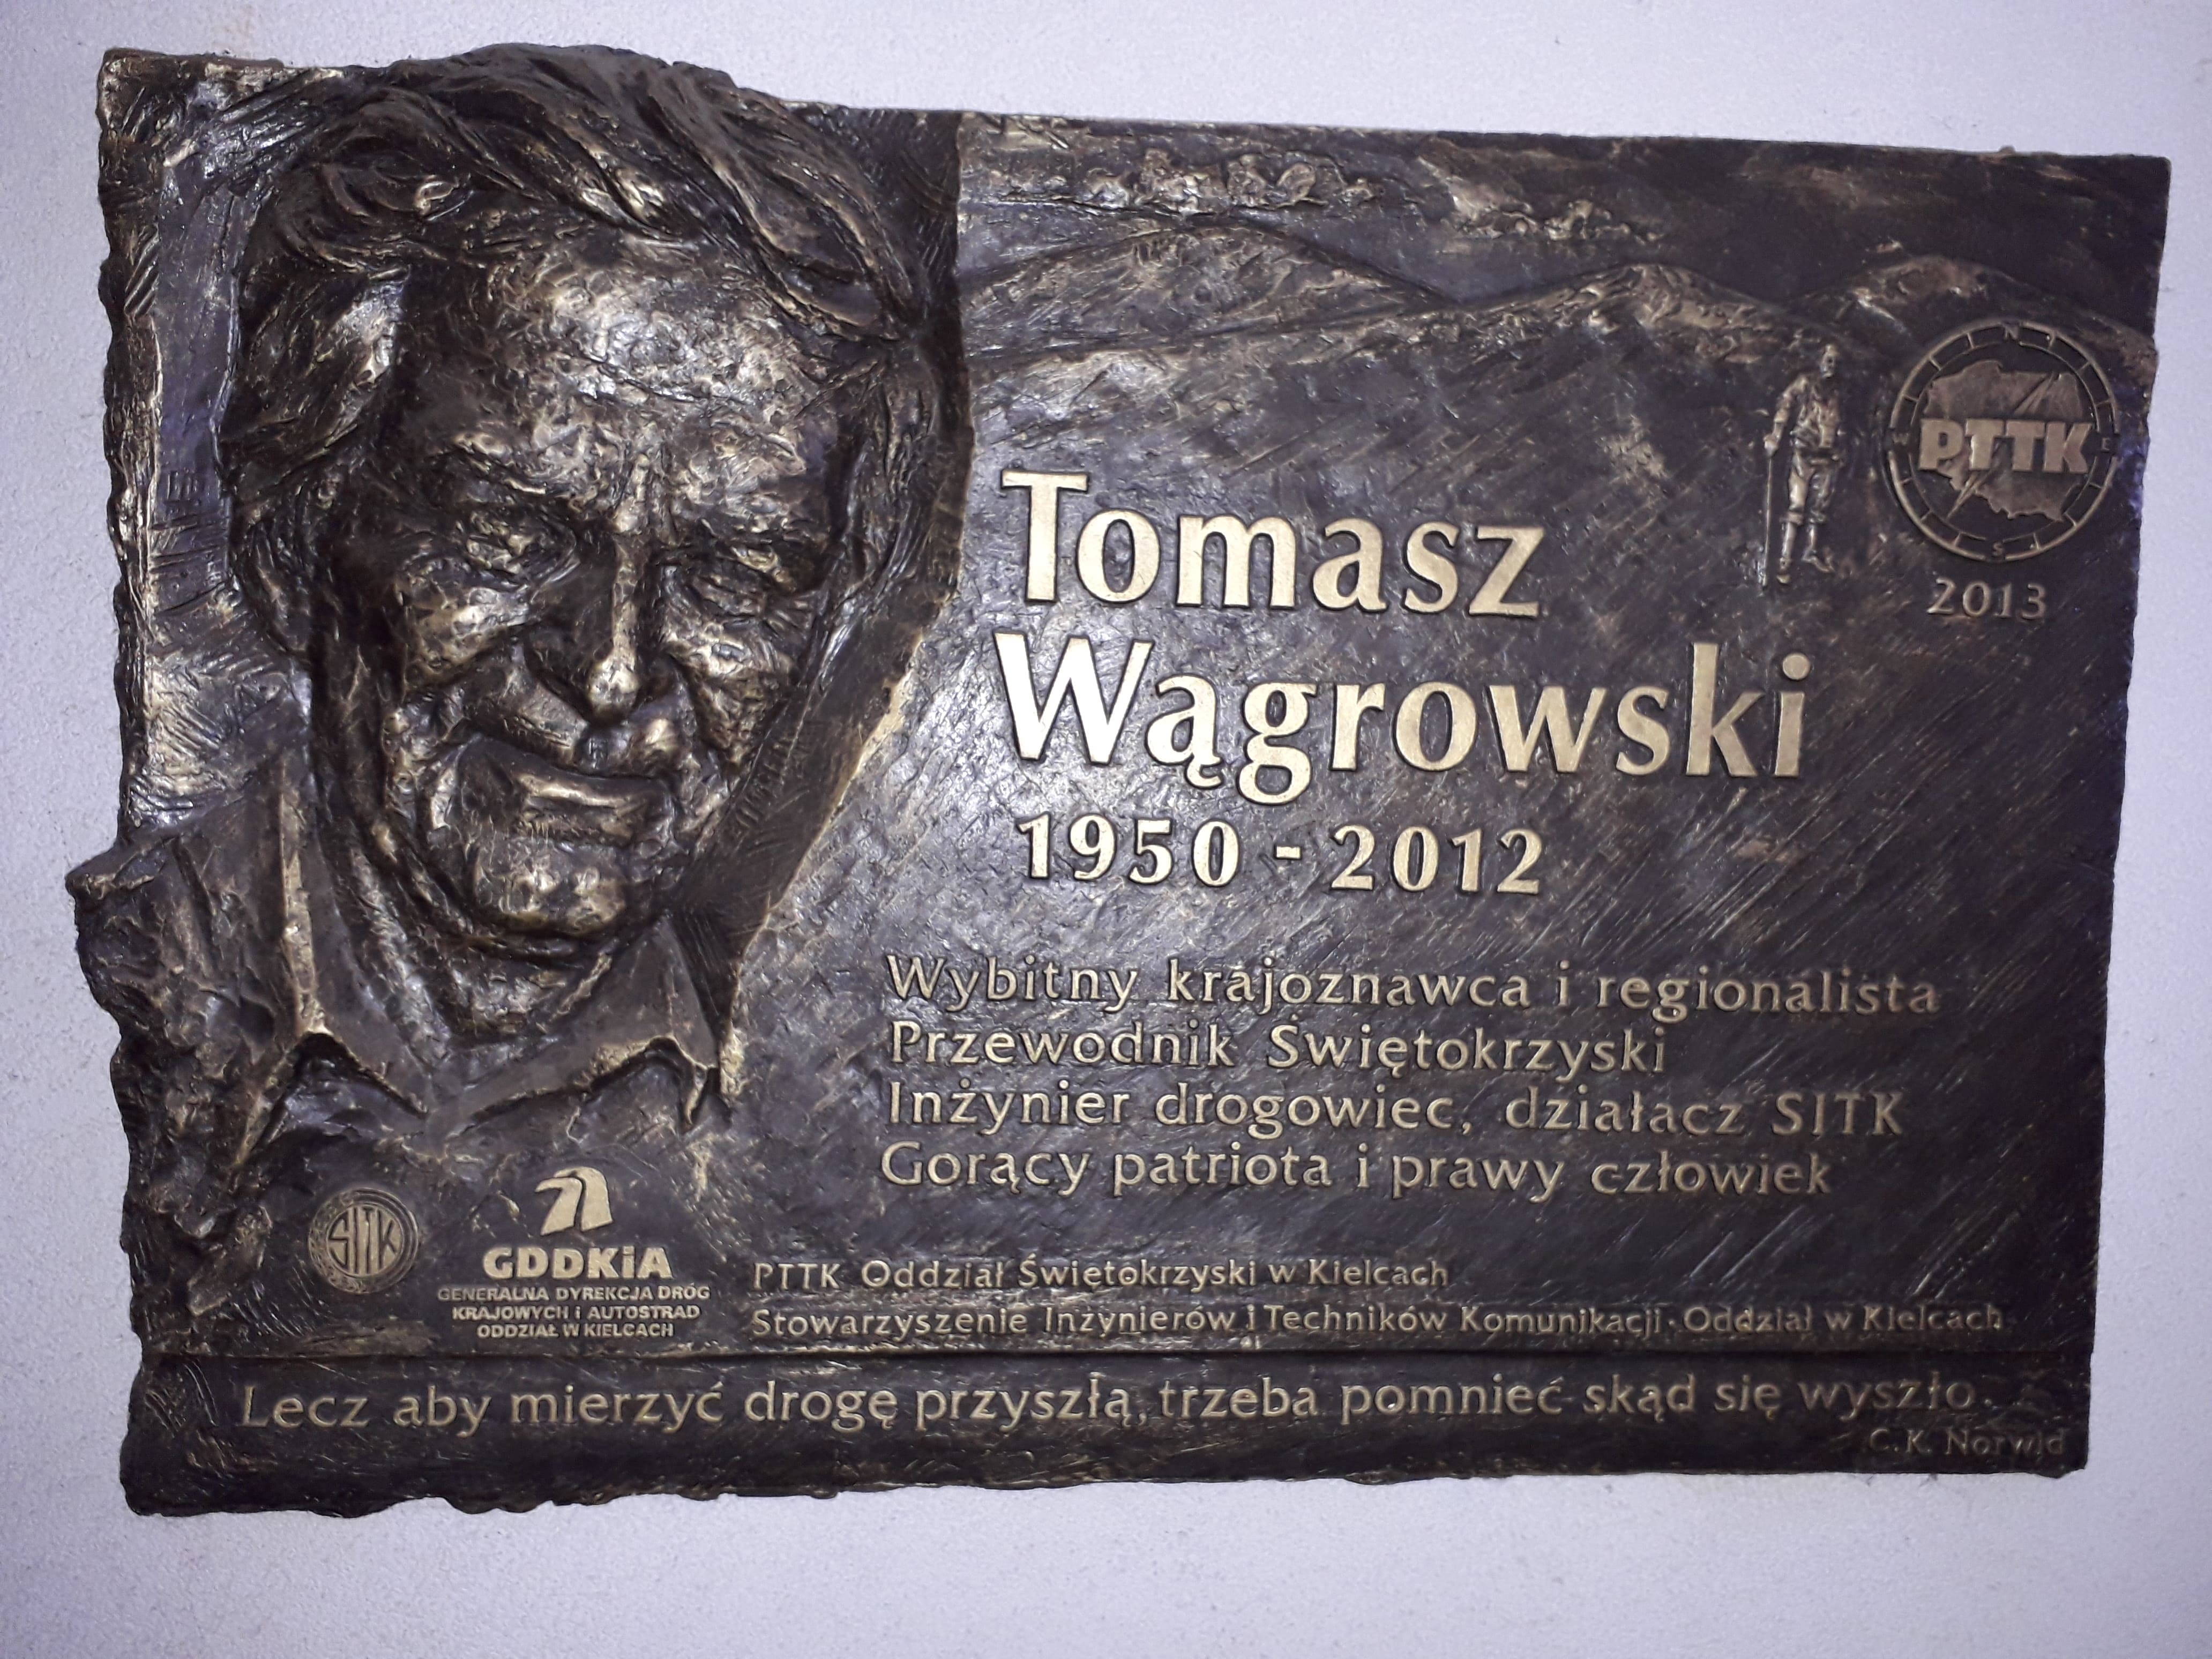 PTTK
N
W
E
S
2013
Tomasz
Wągrowski
1950 - 2012
Wybitny krajoznawca i regionalista
Przewodnik Świętokrzyski
Inżynier drogowiec, działacz SITK
Gorący patriota i prawy człowiek
SITK
GDDKiA
GENERALNA DYREKCJA DRÓG
KRAJOWYCH i AUTOSTRAD
ODDZIAŁ W KIELCACH
PTTK Oddział Świętokrzyski w Kielcach
Stowarzyszenie Inżynierów i Techników Komunikacji · Oddział w Kielcach
Lecz aby mierzyć drogę przyszłą, trzeba pomnieć skąd się wyszło.
C.K. Norwid